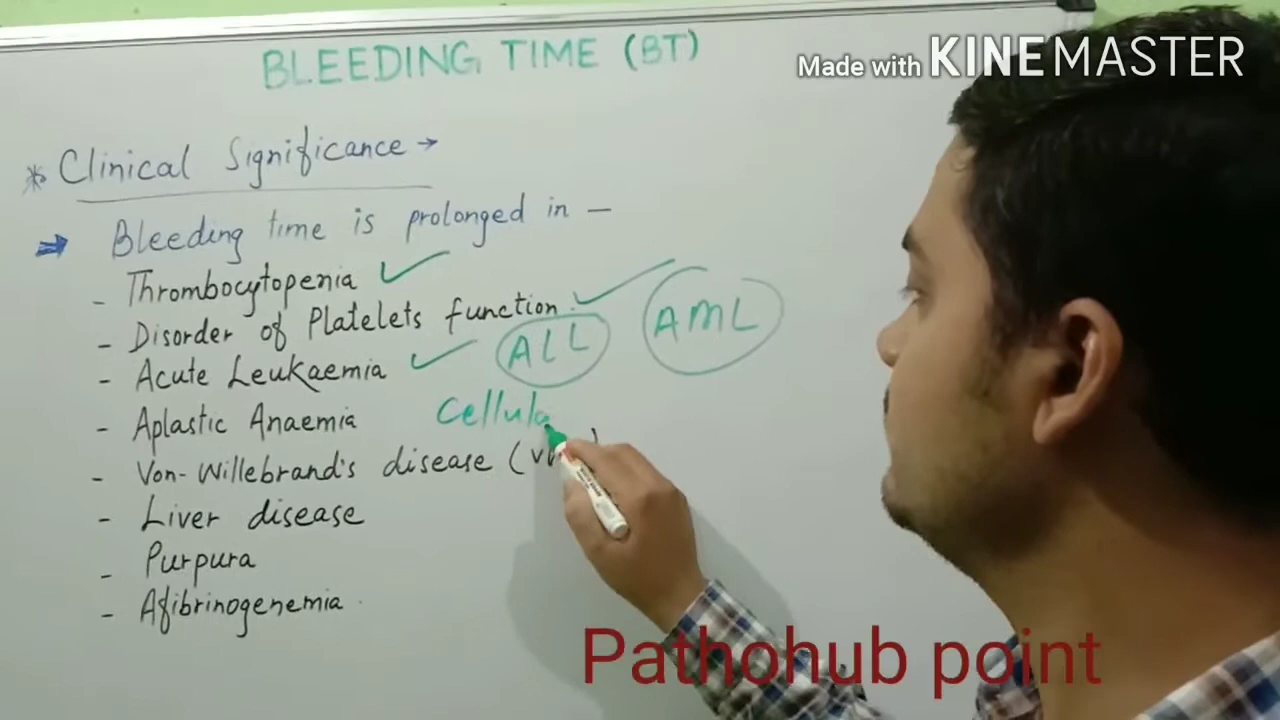 BLEEDING TIME (BT)
Made with KINEMASTER
* Clinical Significance →
Bleeding time is prolonged in —
- Thrombocytopenia
- Disorder of Platelets function
- Acute Leukaemia
ALL
AML
- Aplastic Anaemia
Cellula
- Von-Willebrand's disease
- Liver disease
- Purpura
- Afibrinogenemia
Pathohub point